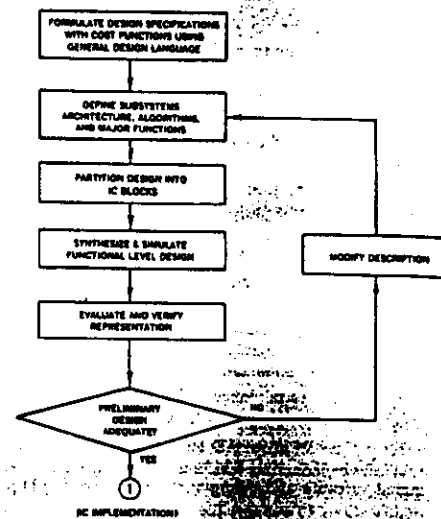 FORMULATE DESIGN SPECIFICATIONS
WITH COST FUNCTIONS USING
GENERAL DESIGN LANGUAGE
DEFINE SUBSYSTEMS
ARCHITECTURE, ALGORITHMS,
AND MAJOR FUNCTIONS
PARTITION DESIGN INTO
IC BLOCKS
SYNTHESIZE & SIMULATE
FUNCTIONAL LEVEL DESIGN
MODIFY DESCRIPTION
EVALUATE AND VERIFY
REPRESENTATION
PRELIMINARY
DESIGN
ADEQUATE?
NO
YES
1
(IC IMPLEMENTATION)